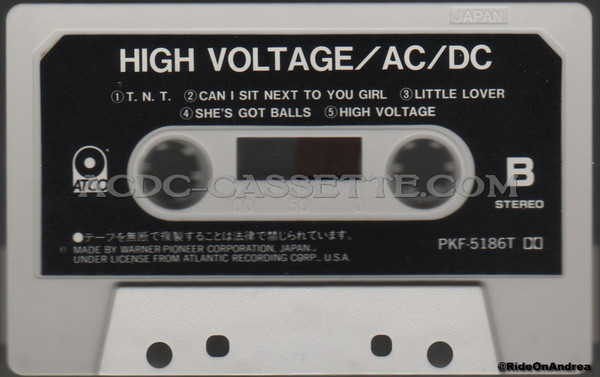 JAPAN
HIGH VOLTAGE/AC/DC
①T. N. T. ②CAN I SIT NEXT TO YOU GIRL ③LITTLE LOVER
④SHE'S GOT BALLS ⑤HIGH VOLTAGE
ATCO
ACDC-CASSETTE.COM
B
STEREO
100 50 0
●テープを無断で複製することは法律で禁じられています。
PKF-5186T
MADE BY WARNER-PIONEER CORPORATION, JAPAN.
UNDER LICENSE FROM ATLANTIC RECORDING CORP., U.S.A.
@RideOnAndrea